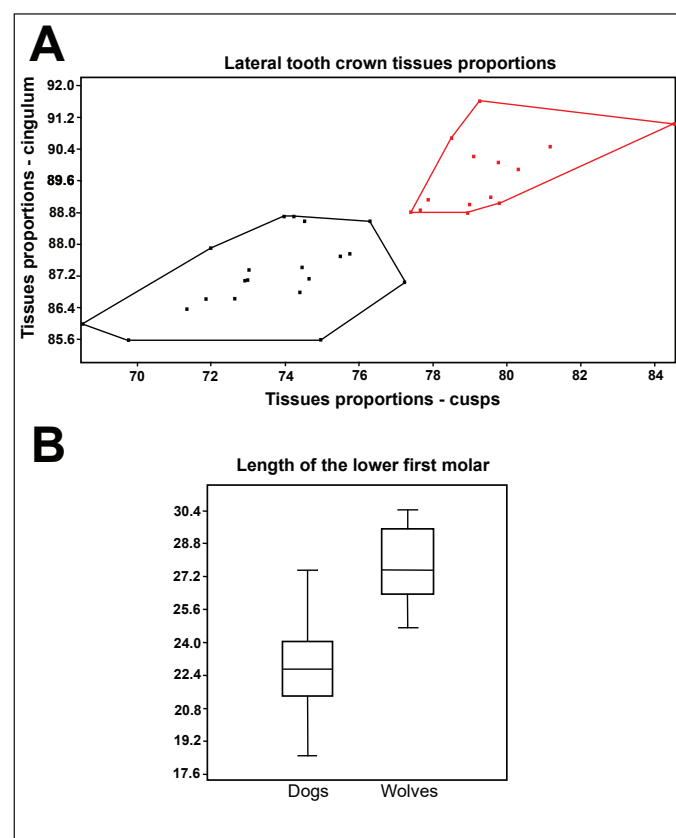 A
Lateral tooth crown tissues proportions
Tissues proportions - cingulum
92.0
91.2
90.4
89.6
88.8
88.0
87.2
86.4
85.6
70 72 74 76 78 80 82 84
Tissues proportions - cusps
B
Length of the lower first molar
30.4
28.8
27.2
25.6
24.0
22.4
20.8
19.2
17.6
Dogs Wolves